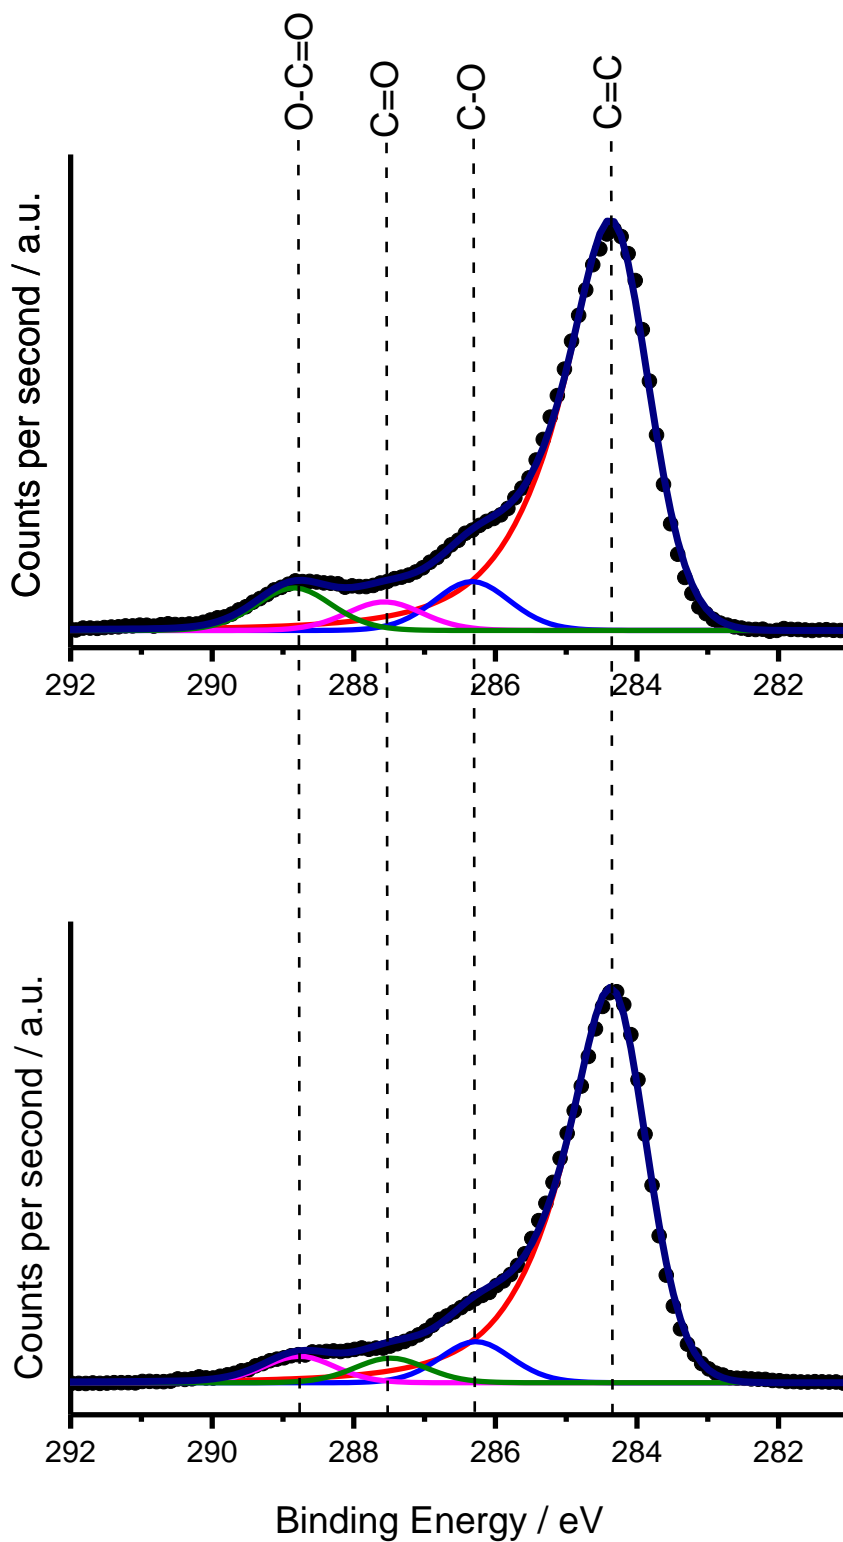 O-C=O
C=O
C-O
C=C
Counts per second / a.u.
292 290 288 286 284 282
Counts per second / a.u.
292 290 288 286 284 282
Binding Energy / eV